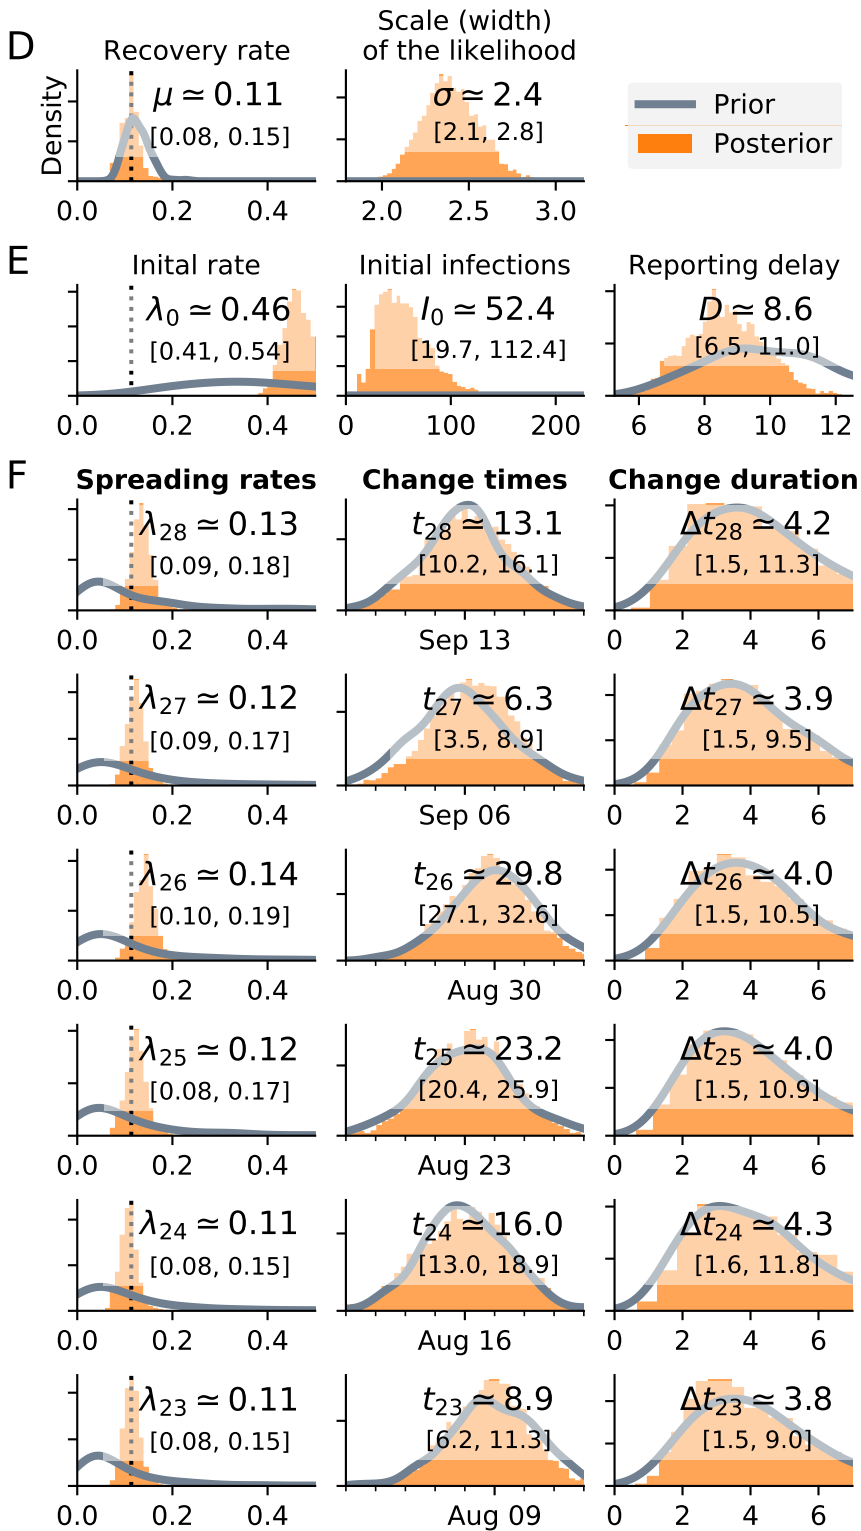 D
Recovery rate
Scale (width)
of the likelihood
Density
μ ≃ 0.11
[0.08, 0.15]
0.0 0.2 0.4
σ ≃ 2.4
[2.1, 2.8]
2.0 2.5 3.0
Prior
Posterior
E
Inital rate
λ₀ ≃ 0.46
[0.41, 0.54]
0.0 0.2 0.4
Initial infections
I₀ ≃ 52.4
[19.7, 112.4]
0 100 200
Reporting delay
D ≃ 8.6
[6.5, 11.0]
6 8 10 12
F
Spreading rates Change times Change duration
λ₂₈ ≃ 0.13 t₂₈ ≃ 13.1 Δt₂₈ ≃ 4.2
[0.09, 0.18] [10.2, 16.1] [1.5, 11.3]
0.0 0.2 0.4 0 2 4 6
Sep 13
λ₂₇ ≃ 0.12 t₂₇ ≃ 6.3 Δt₂₇ ≃ 3.9
[0.09, 0.17] [3.5, 8.9] [1.5, 9.5]
0.0 0.2 0.4 0 2 4 6
Sep 06
λ₂₆ ≃ 0.14 t₂₆ ≃ 29.8 Δt₂₆ ≃ 4.0
[0.10, 0.19] [27.1, 32.6] [1.5, 10.5]
0.0 0.2 0.4 Aug 30 0 2 4 6
λ₂₅ ≃ 0.12 t₂₅ ≃ 23.2 Δt₂₅ ≃ 4.0
[0.08, 0.17] [20.4, 25.9] [1.5, 10.9]
0.0 0.2 0.4 Aug 23 0 2 4 6
λ₂₄ ≃ 0.11 t₂₄ ≃ 16.0 Δt₂₄ ≃ 4.3
[0.08, 0.15] [13.0, 18.9] [1.6, 11.8]
0.0 0.2 0.4 Aug 16 0 2 4 6
λ₂₃ ≃ 0.11 t₂₃ ≃ 8.9 Δt₂₃ ≃ 3.8
[0.08, 0.15] [6.2, 11.3] [1.5, 9.0]
0.0 0.2 0.4 Aug 09 0 2 4 6